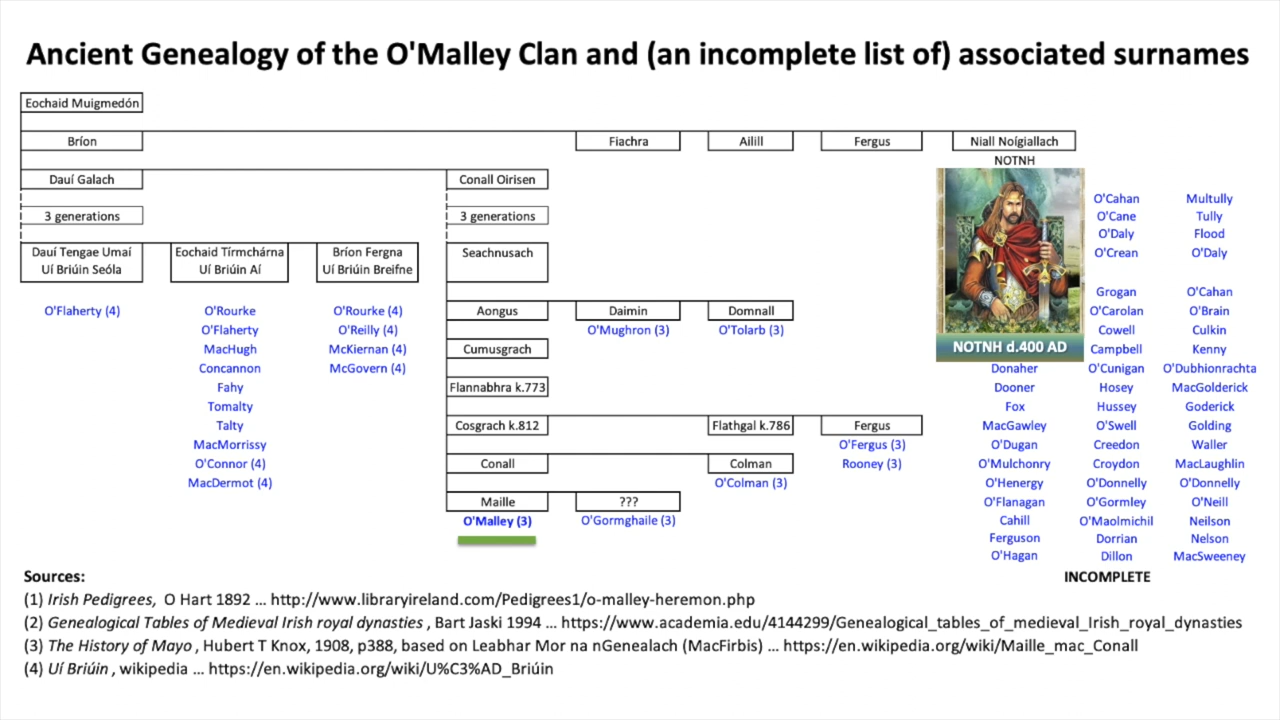 Ancient Genealogy of the O'Malley Clan and (an incomplete list of) associated surnames
Eochaid Muigmedón
Bríon
Fiachra
Ailill
Fergus
Niall Noígiallach
NOTNH
Dauí Galach
Conall Oirisen
3 generations
3 generations
Dauí Tengae Umaí
Uí Briúin Seóla
Eochaid Tírmchárna
Uí Briúin Aí
Bríon Fergna
Uí Briúin Breifne
Seachnusach
O'Flaherty (4)
O'Rourke
O'Flaherty
MacHugh
Concannon
Fahy
Tomalty
Talty
MacMorrissy
O'Connor (4)
MacDermot (4)
O'Rourke (4)
O'Reilly (4)
McKiernan (4)
McGovern (4)
Aongus
Daimin
O'Mughron (3)
Domnall
O'Tolarb (3)
Cumusgrach
Flannabhra k.773
Cosgrach k.812
Flathgal k.786
Fergus
O'Fergus (3)
Rooney (3)
Conall
Colman
O'Colman (3)
Maille
O'Malley (3)
???
O'Gormghaile (3)
NOTNH d.400 AD
Donaher
Dooner
Fox
MacGawley
O'Dugan
O'Mulchonry
O'Henergy
O'Flanagan
Cahill
Ferguson
O'Hagan
O'Cahan
O'Cane
O'Daly
O'Crean
Grogan
O'Carolan
Cowell
Campbell
O'Cunigan
Hosey
Hussey
O'Swell
Creedon
Croydon
O'Donnelly
O'Gormley
O'Maolmichil
Dorrian
Dillon
Multully
Tully
Flood
O'Daly
O'Cahan
O'Brain
Culkin
Kenny
O'Dubhionrachta
MacGolderick
Goderick
Golding
Waller
MacLaughlin
O'Donnelly
O'Neill
Neilson
Nelson
MacSweeney
INCOMPLETE
Sources:
(1) Irish Pedigrees, O Hart 1892 ... http://www.libraryireland.com/Pedigrees1/o-malley-heremon.php
(2) Genealogical Tables of Medieval Irish royal dynasties , Bart Jaski 1994 ... https://www.academia.edu/4144299/Genealogical_tables_of_medieval_Irish_royal_dynasties
(3) The History of Mayo , Hubert T Knox, 1908, p388, based on Leabhar Mor na nGenealach (MacFirbis) ... https://en.wikipedia.org/wiki/Maille_mac_Conall
(4) Uí Briúin , wikipedia ... https://en.wikipedia.org/wiki/U%C3%AD_Briúin